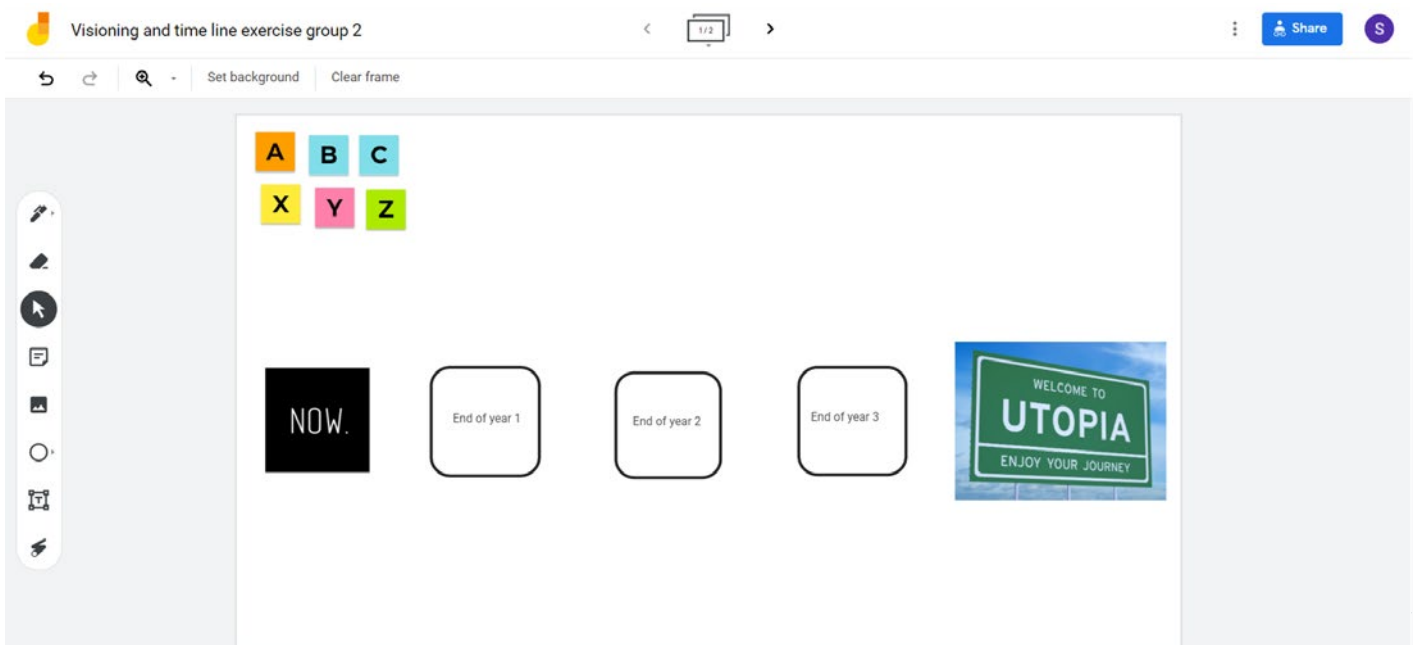 Visioning and time line exercise group 2
1/2
Share
S
Set background
Clear frame
A B C
X Y Z
NOW.
End of year 1
End of year 2
End of year 3
WELCOME TO
UTOPIA
ENJOY YOUR JOURNEY